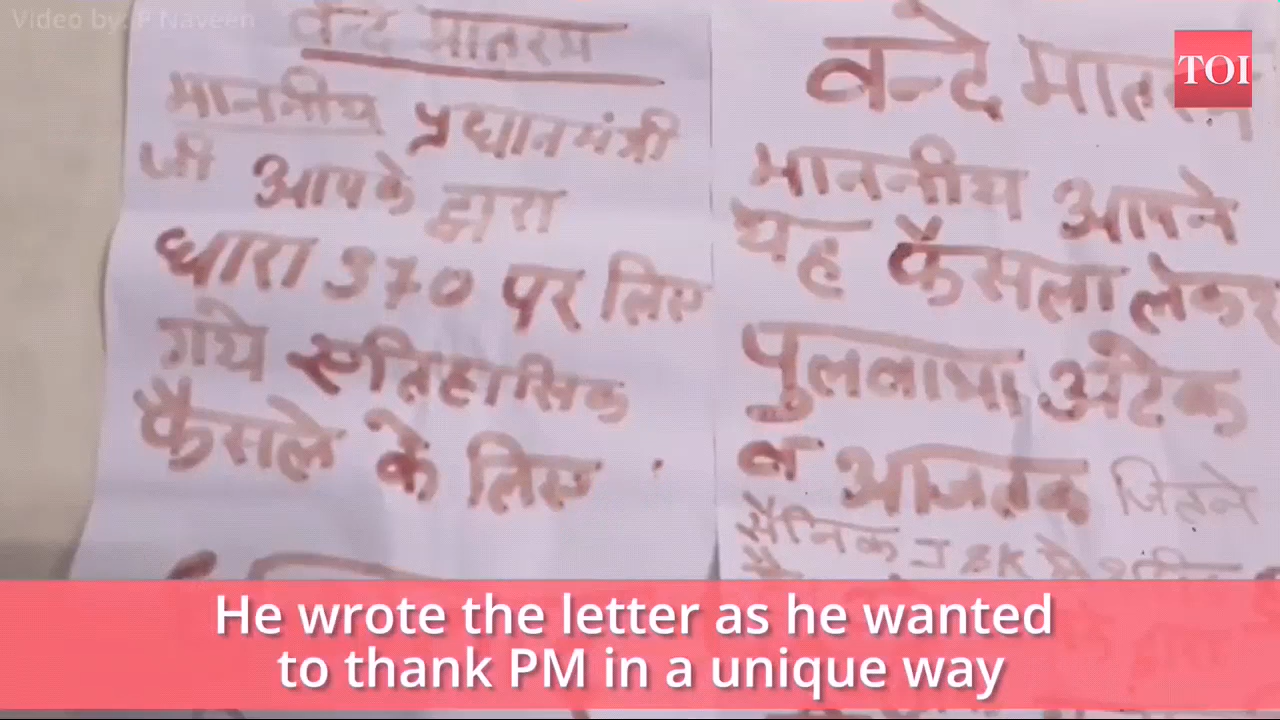 Video by: P Naveen
TOI
वन्दे मातरम
माननीय प्रधानमंत्री
जी आपके द्वारा
धारा 370 पर लिए
गये एतिहासिक
फैसले के लिए
वन्दे मातरम
माननीय आपने
यह फैसला लेकर
पुलवामा अटैक
व आजतक जितने
सैनिक J&K
He wrote the letter as he wanted
to thank PM in a unique way